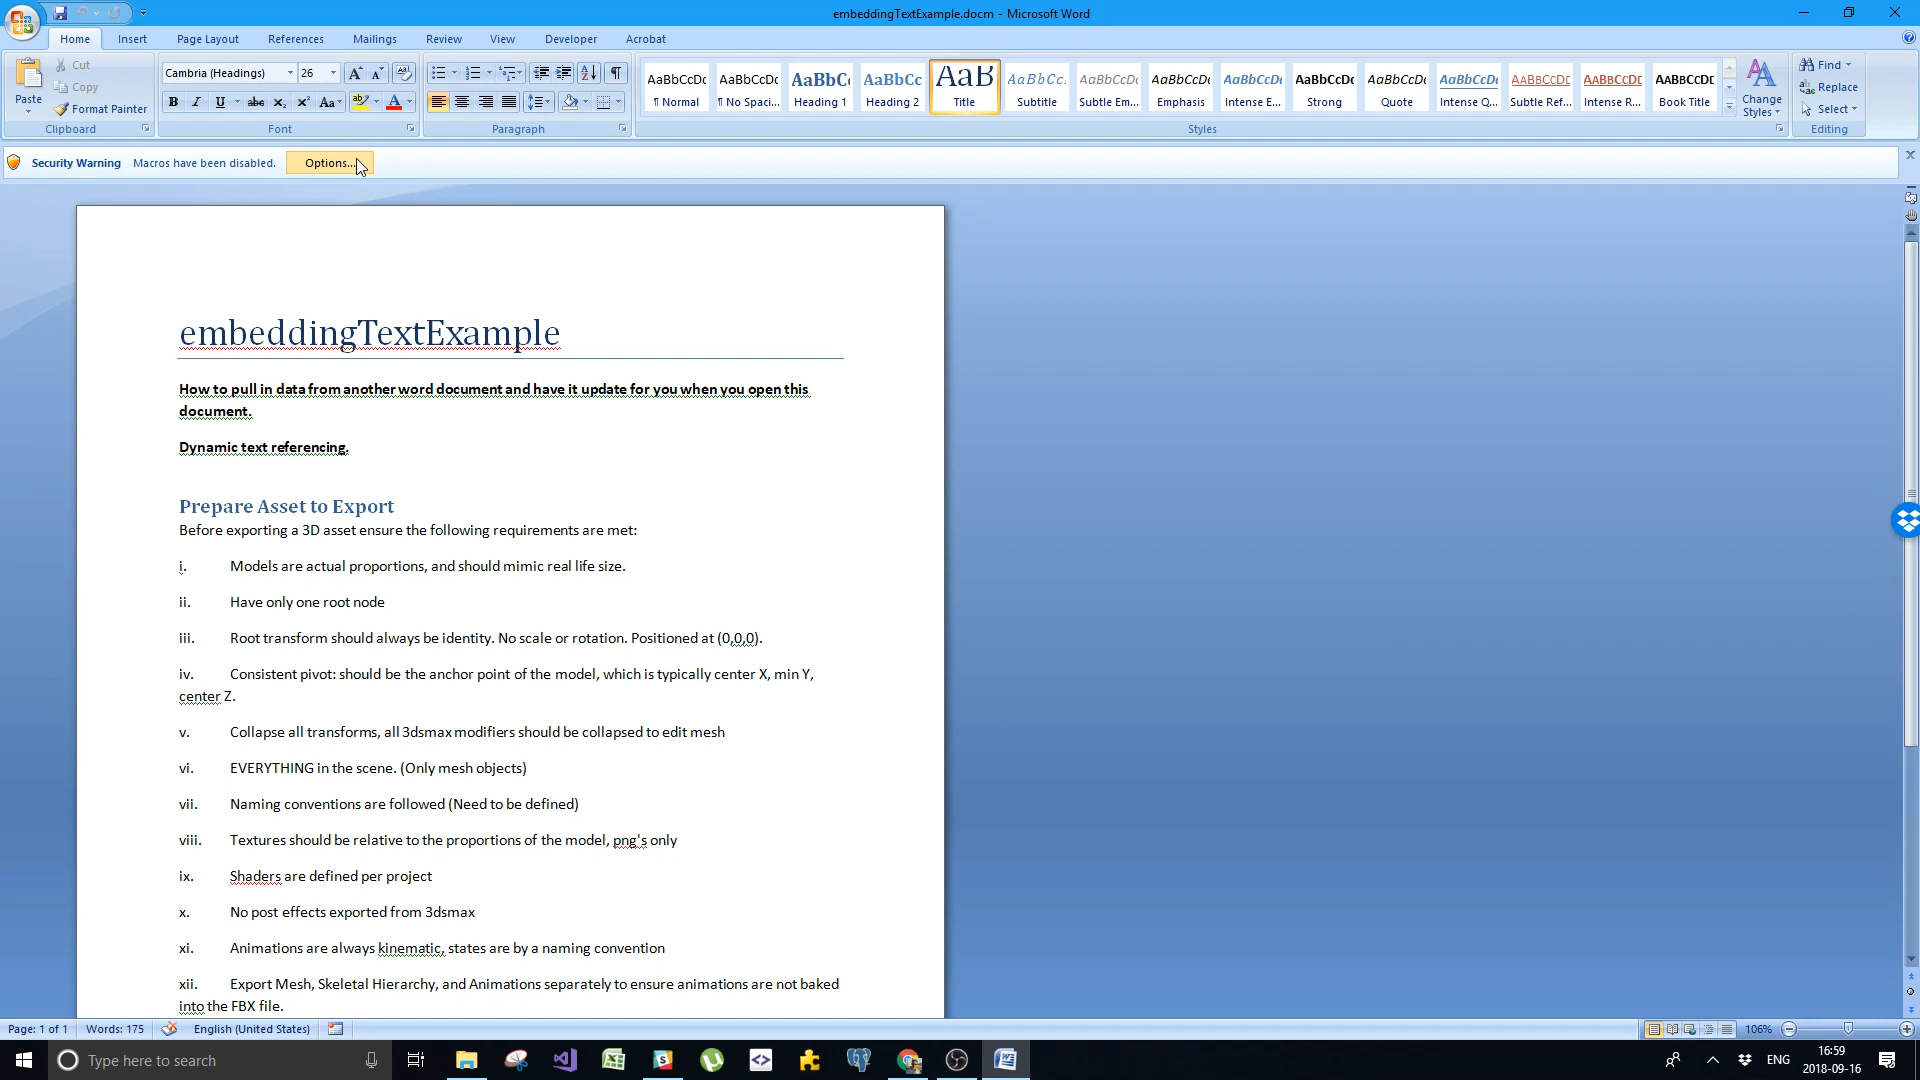 embeddingTextExample.docm - Microsoft Word
Home Insert Page Layout References Mailings Review View Developer Acrobat
Paste
Cut
Copy
Format Painter
Clipboard
Cambria (Headings) 26
B I U abc x₂ x² Aa
Font
Paragraph
AaBbCcDc AaBbCcDc AaBbC AaBbCc AaB AaBbCc. AaBbCcDc AaBbCcDc AaBbCcDc AaBbCcDc AaBbCcDc AaBbCcDc AABBCCDI AABBCCDI AABBCCDE
¶ Normal ¶ No Spaci... Heading 1 Heading 2 Title Subtitle Subtle Em... Emphasis Intense E... Strong Quote Intense Q... Subtle Ref... Intense R... Book Title
Change Styles
Styles
Find
Replace
Select
Editing
Security Warning Macros have been disabled. Options...
embeddingTextExample
How to pull in data from another word document and have it update for you when you open this
document.
Dynamic text referencing.
Prepare Asset to Export
Before exporting a 3D asset ensure the following requirements are met:
i. Models are actual proportions, and should mimic real life size.
ii. Have only one root node
iii. Root transform should always be identity. No scale or rotation. Positioned at (0,0,0).
iv. Consistent pivot: should be the anchor point of the model, which is typically center X, min Y,
center Z.
v. Collapse all transforms, all 3dsmax modifiers should be collapsed to edit mesh
vi. EVERYTHING in the scene. (Only mesh objects)
vii. Naming conventions are followed (Need to be defined)
viii. Textures should be relative to the proportions of the model, png's only
ix. Shaders are defined per project
x. No post effects exported from 3dsmax
xi. Animations are always kinematic, states are by a naming convention
xii. Export Mesh, Skeletal Hierarchy, and Animations separately to ensure animations are not baked
into the FBX file.
Page: 1 of 1 Words: 175 English (United States) 106%
Type here to search
ENG
16:59
2018-09-16